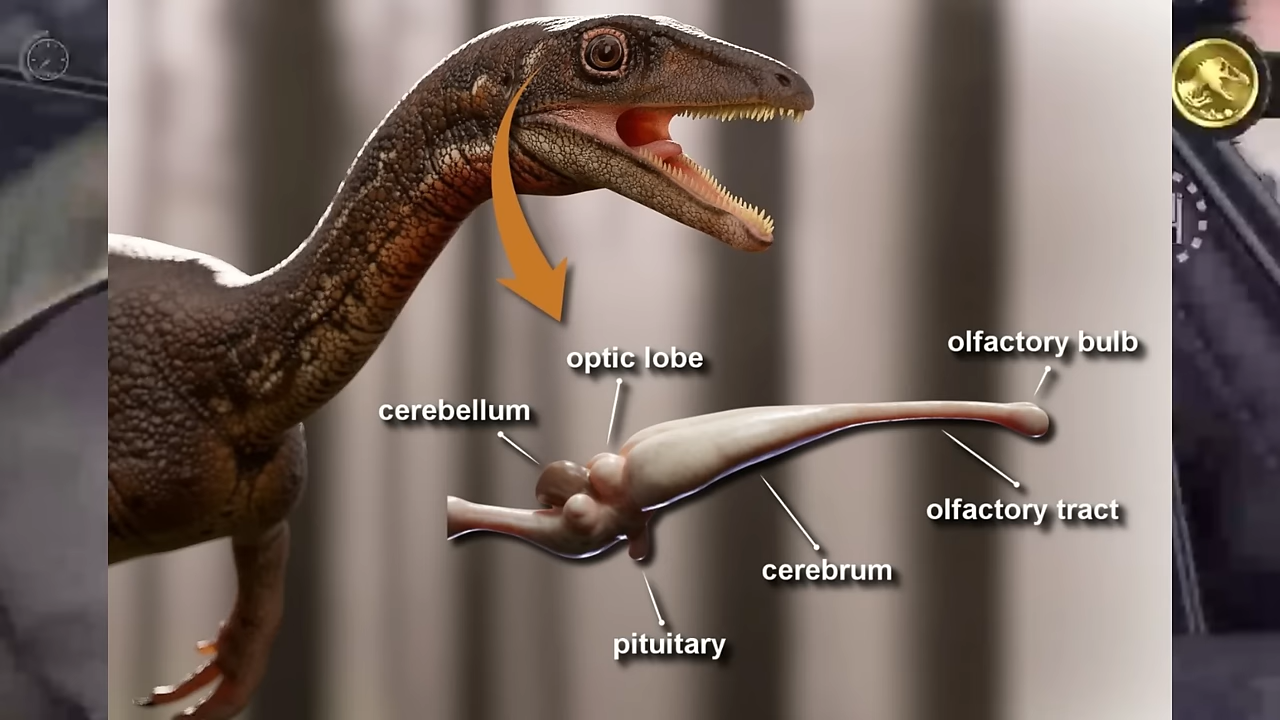 olfactory bulb
optic lobe
cerebellum
olfactory tract
cerebrum
pituitary